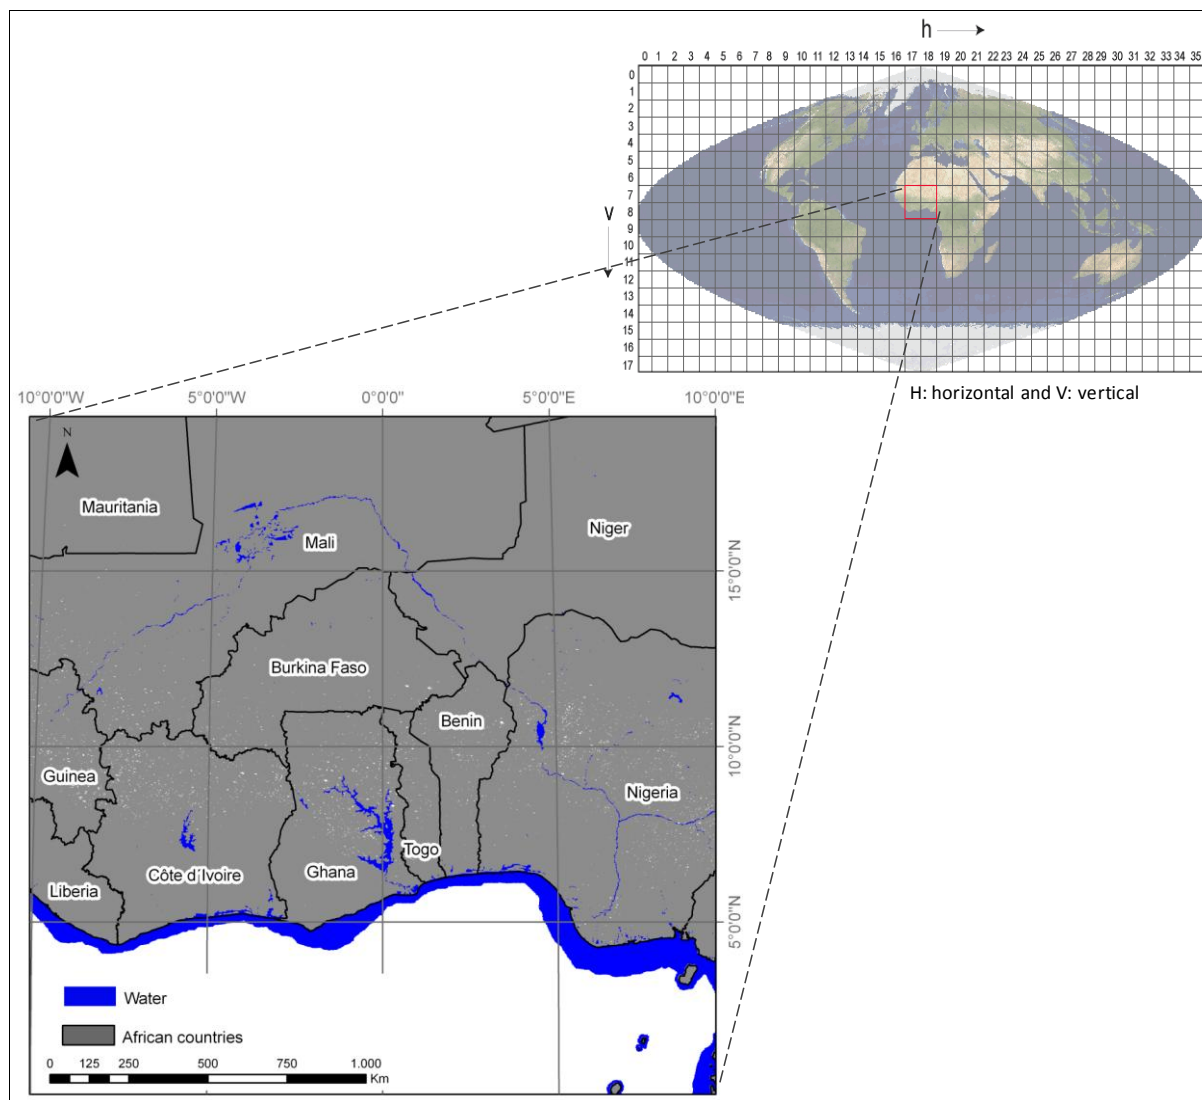 h
0 1 2 3 4 5 6 7 8 9 10 11 12 13 14 15 16 17 18 19 20 21 22 23 24 25 26 27 28 29 30 31 32 33 34 35
0
1
2
3
4
5
6
7
8
9
10
11
12
13
14
15
16
17
V
H: horizontal and V: vertical
10°0'0"W 5°0'0"W 0°0'0" 5°0'0"E 10°0'0"E
N
Mauritania
Niger
Mali
15°0'0"N
Burkina Faso
Benin
10°0'0"N
Guinea
Nigeria
Togo
Côte d´Ivoire
Ghana
Liberia
5°0'0"N
Water
African countries
0 125 250 500 750 1.000
Km